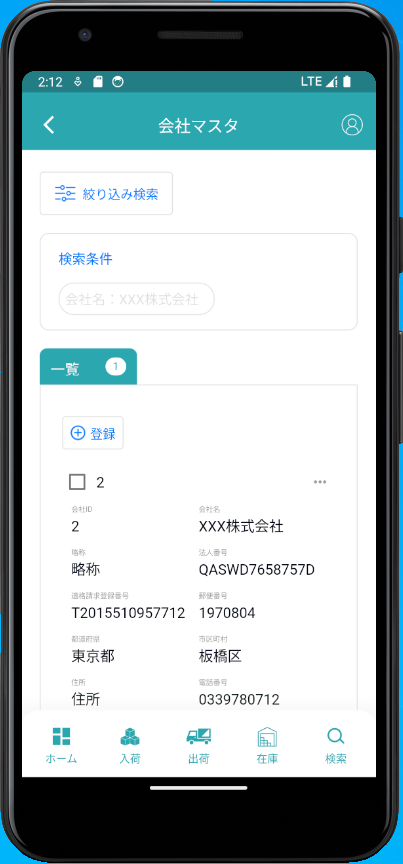 2:12 LTE
会社マスタ
絞り込み検索
検索条件
会社名：XXX株式会社
一覧 1
登録
2
会社ID 会社名
2 XXX株式会社
略称 法人番号
略称 QASWD7658757D
適格請求登録番号 郵便番号
T2015510957712 1970804
都道府県 市区町村
東京都 板橋区
住所 電話番号
住所 0339780712
ホーム 入荷 出荷 在庫 検索